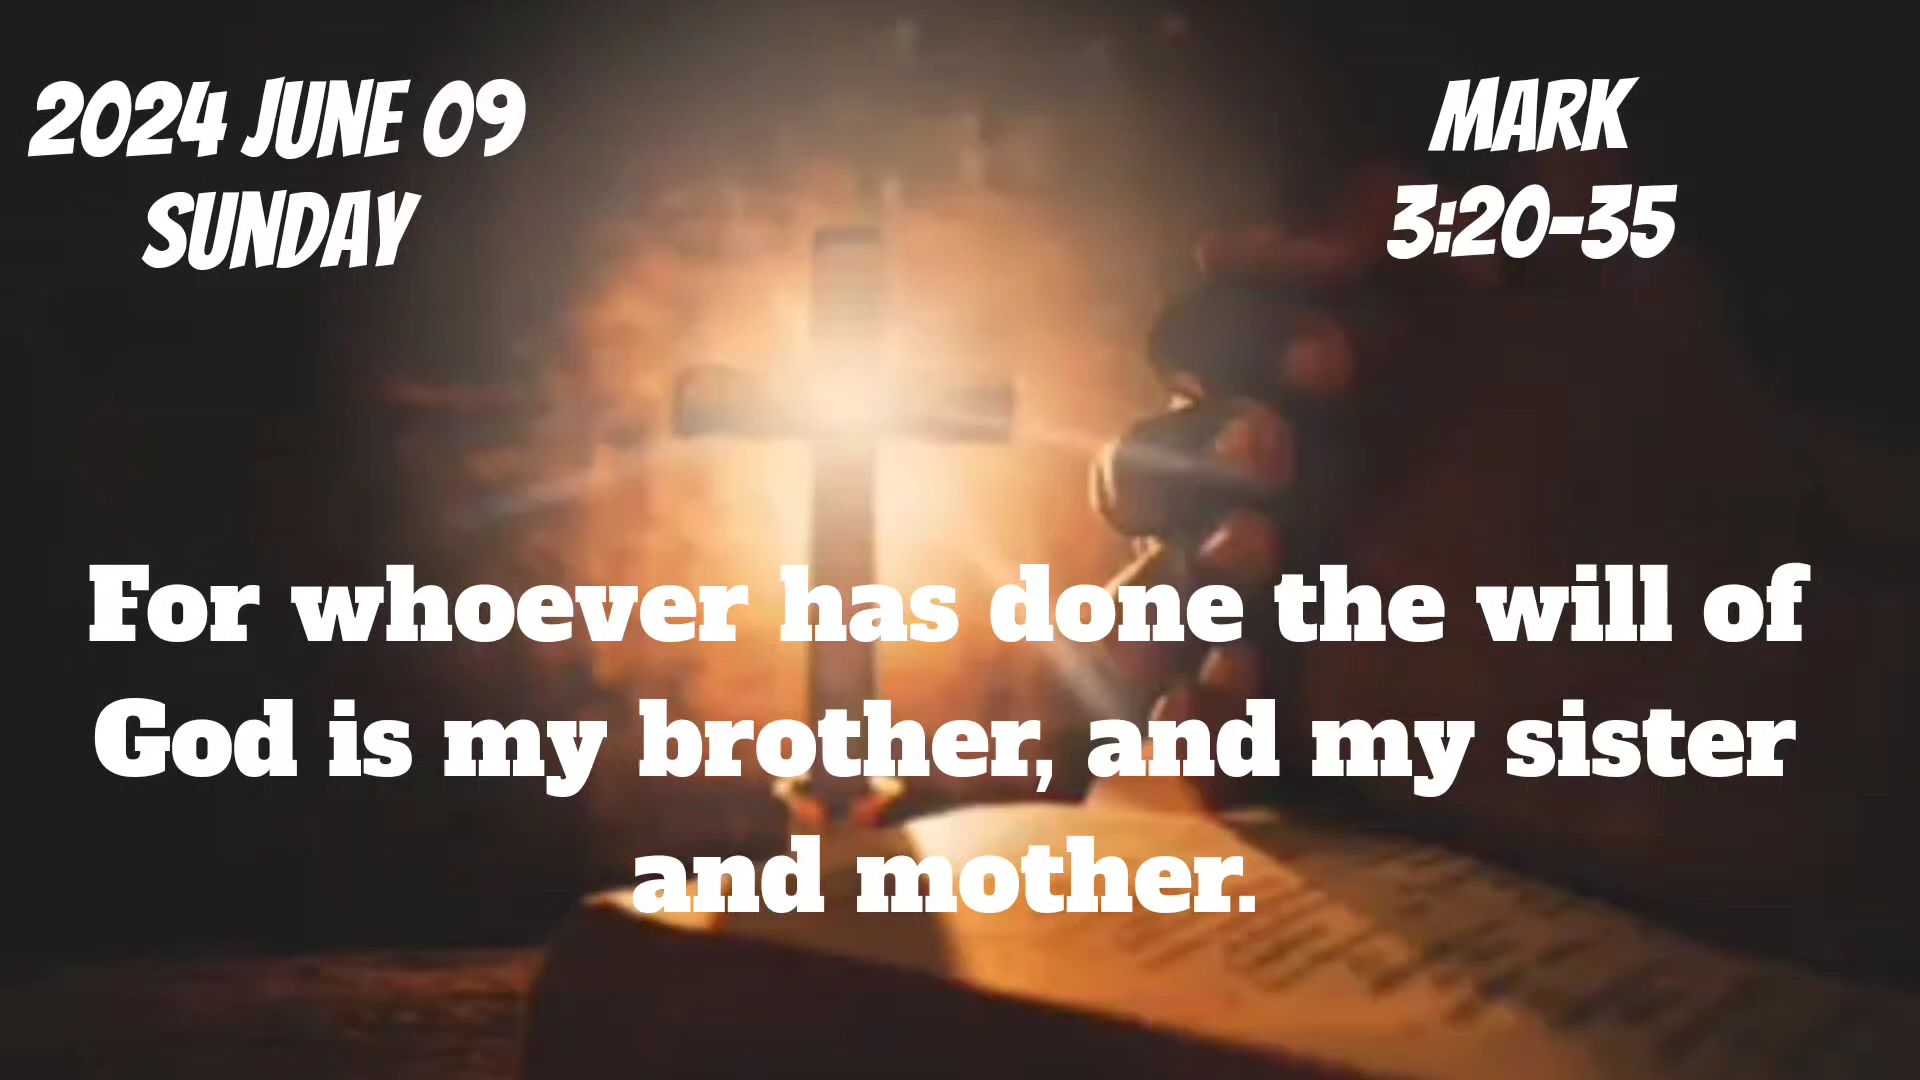 2024 JUNE 09
SUNDAY
MARK
3:20-35
For whoever has done the will of
God is my brother, and my sister
and mother.